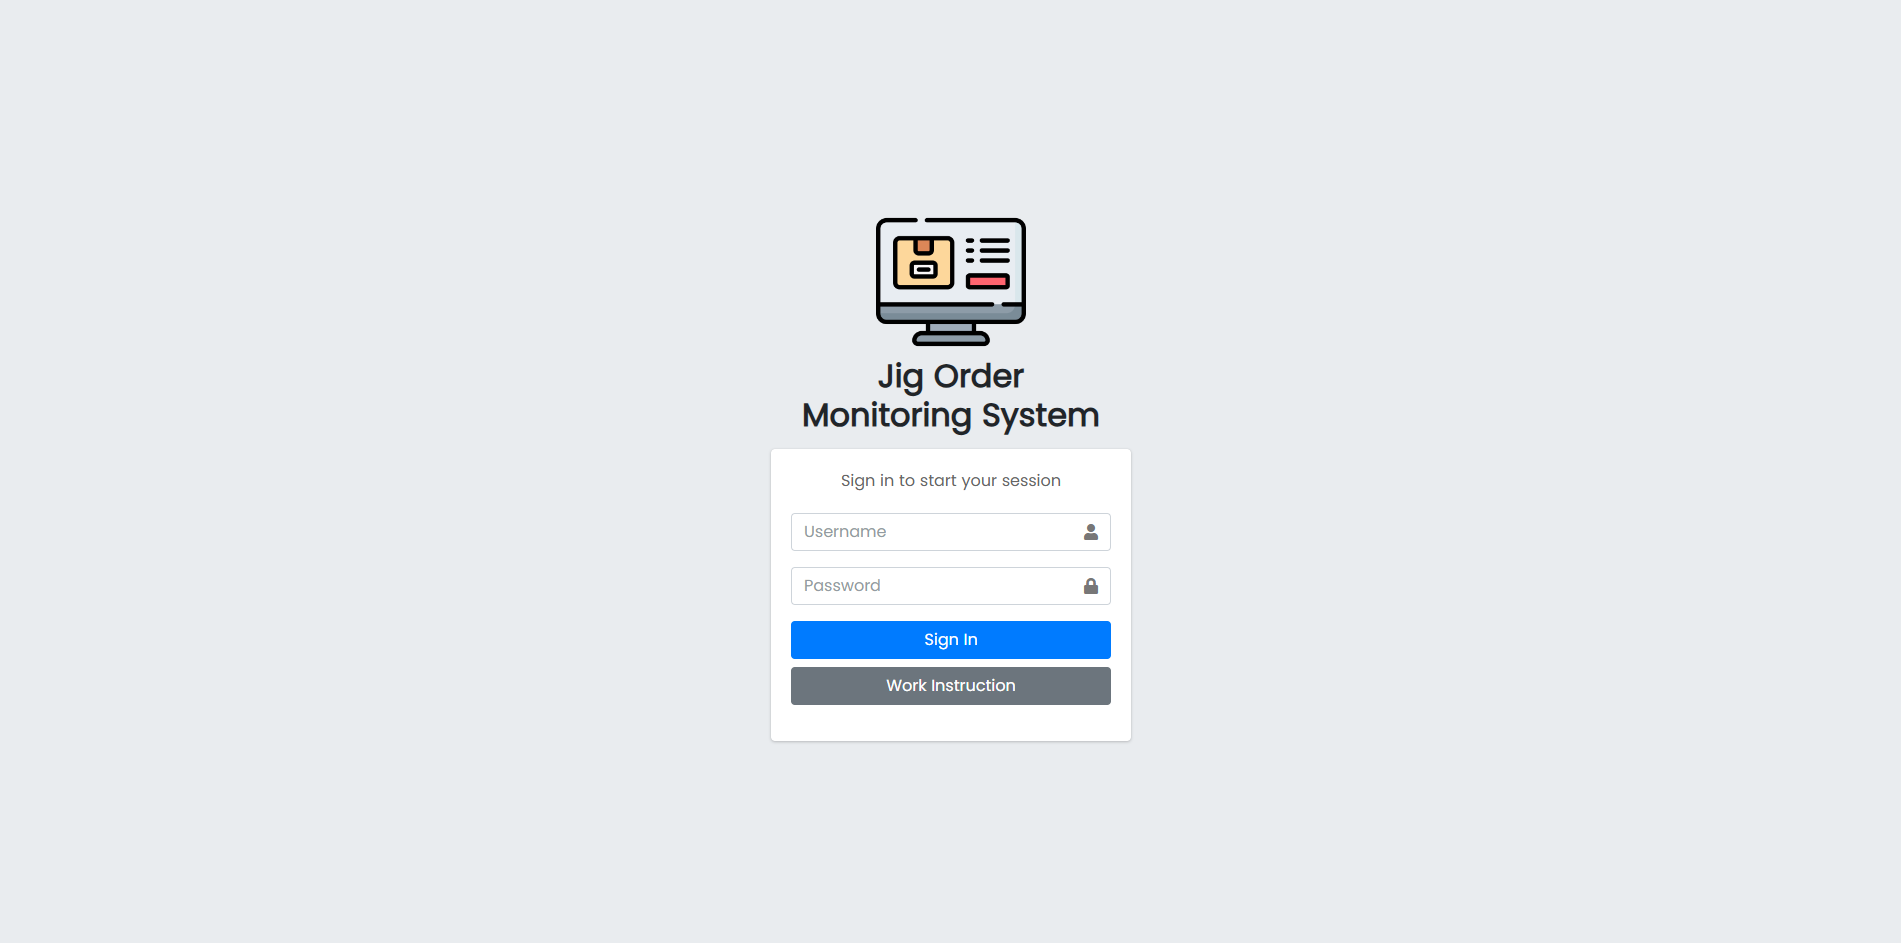 Jig Order
Monitoring System
Sign in to start your session
Username
Password
Sign In
Work Instruction